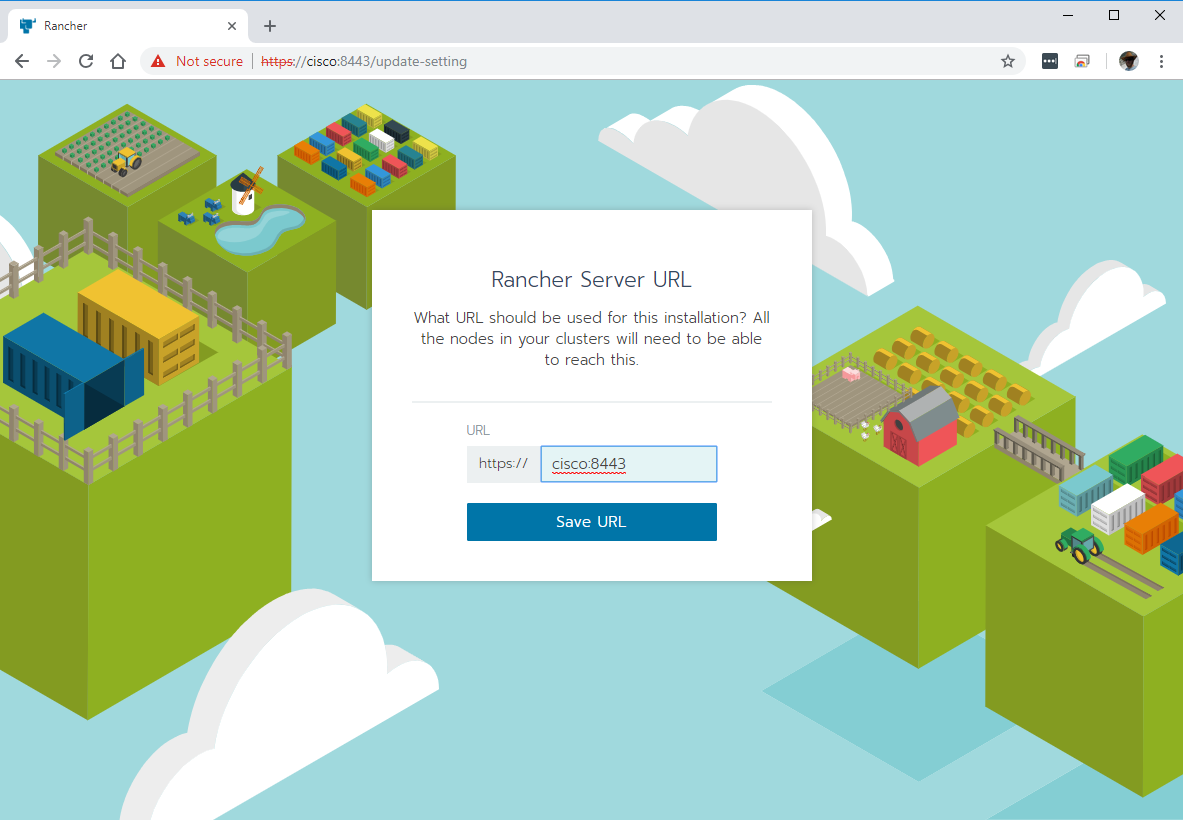 Rancher
Not secure | https://cisco:8443/update-setting
Rancher Server URL
What URL should be used for this installation? All
the nodes in your clusters will need to be able
to reach this.
URL
https:// cisco:8443
Save URL